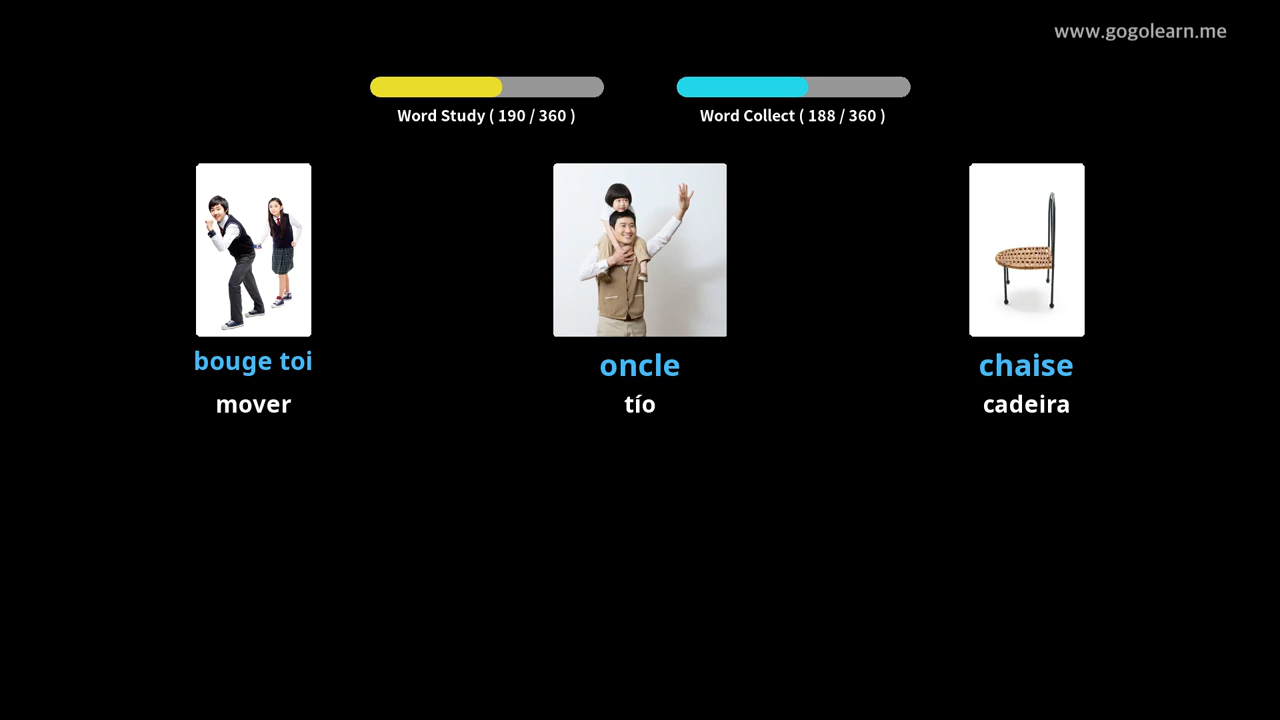 www.gogolearn.me
Word Study ( 190 / 360 )
Word Collect ( 188 / 360 )
bouge toi
oncle
chaise
mover
tío
cadeira